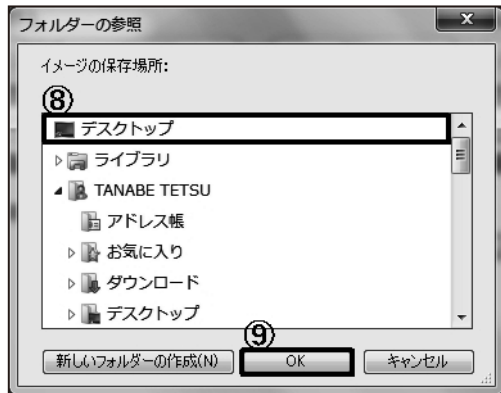 フォルダーの参照
x
イメージの保存場所:
⑧
デスクトップ
ライブラリ
TANABE TETSU
アドレス帳
お気に入り
ダウンロード
デスクトップ
⑨
新しいフォルダーの作成(N) OK キャンセル